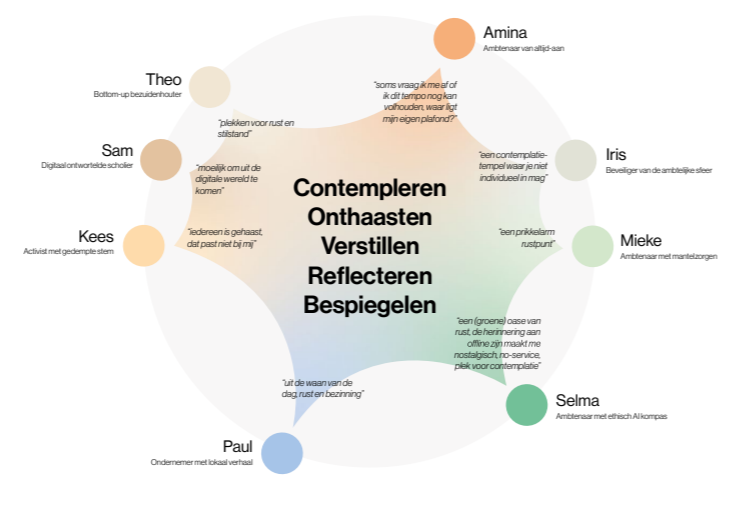 Amina
Ambtenaar van altijd-aan
"soms vraag ik me af of
ik dit tempo nog kan
volhouden, waar ligt
mijn eigen plafond?"
Theo
Bottom-up bezuidenhouter
"plekken voor rust en
stilstand"
Sam
Digitaal ontwortelde scholier
"moeilijk om uit de
digitale wereld te
komen"
Iris
Beveiliger van de ambtelijke sfeer
"een contemplatie-
tempel waar je niet
individueel in mag"
Kees
Activist met gedempte stem
"iedereen is gehaast,
dat past niet bij mij"
Contempleren
Onthaasten
Verstillen
Reflecteren
Bespiegelen
Mieke
Ambtenaar met mantelzorgen
"een prikkelarm
rustpunt"
"een (groene) oase van
rust, de herinnering aan
offline zijn maakt me
nostalgisch, no-service,
plek voor contemplatie"
Selma
Ambtenaar met ethisch AI kompas
"uit de waan van de
dag, rust en bezinning"
Paul
Ondernemer met lokaal verhaal